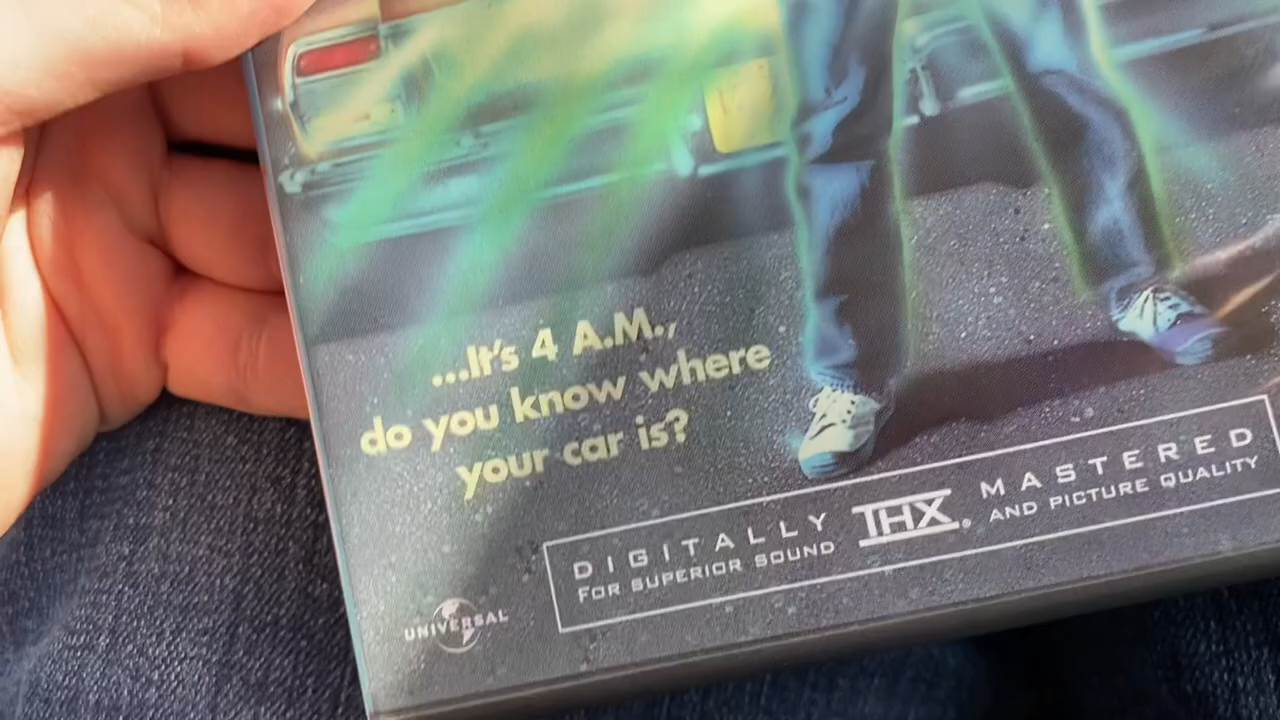 ...It's 4 A.M.,
do you know where
your car is?
DIGITALLY THX® MASTERED
FOR SUPERIOR SOUND AND PICTURE QUALITY
UNIVERSAL